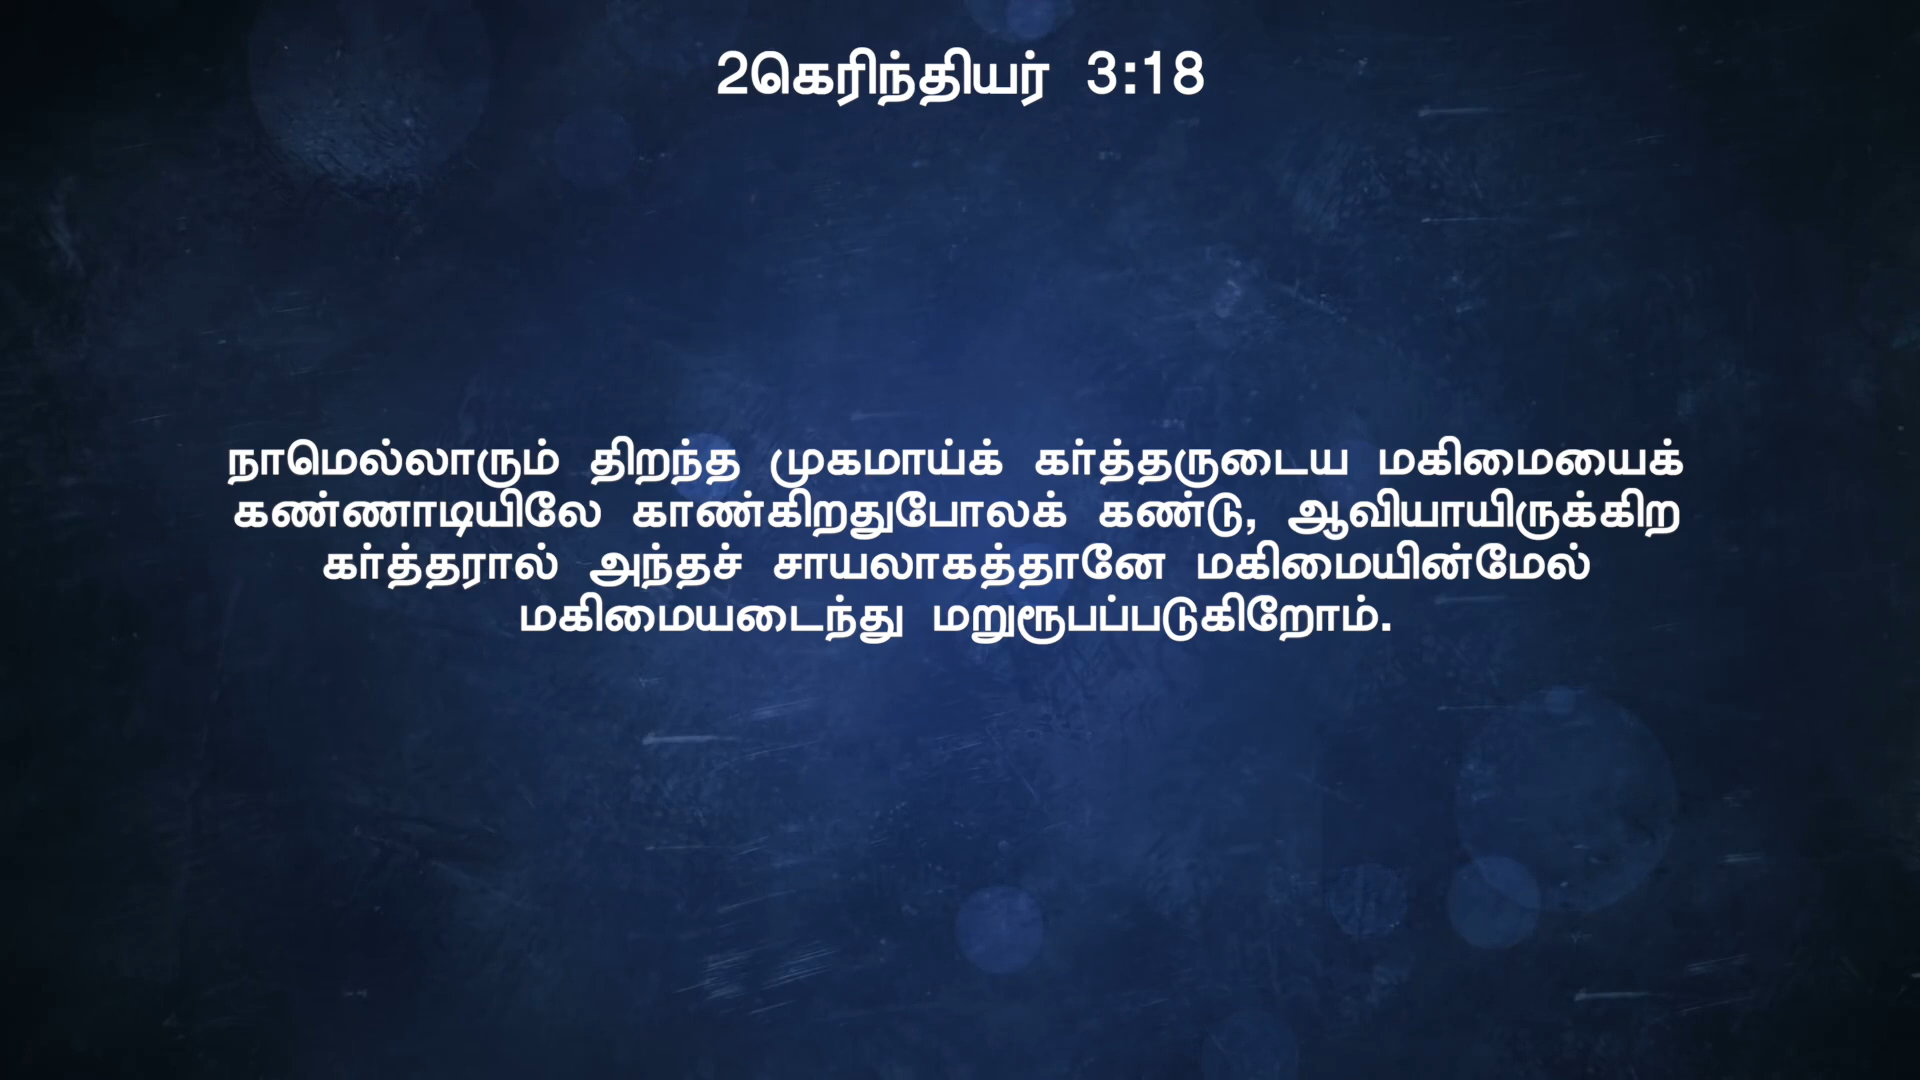 2கெரிந்தியர் 3:18
நாமெல்லாரும் திறந்த முகமாய்க் கர்த்தருடைய மகிமையைக்
கண்ணாடியிலே காண்கிறதுபோலக் கண்டு, ஆவியாயிருக்கிற
கர்த்தரால் அந்தச் சாயலாகத்தானே மகிமையின்மேல்
மகிமையடைந்து மறுரூபப்படுகிறோம்.